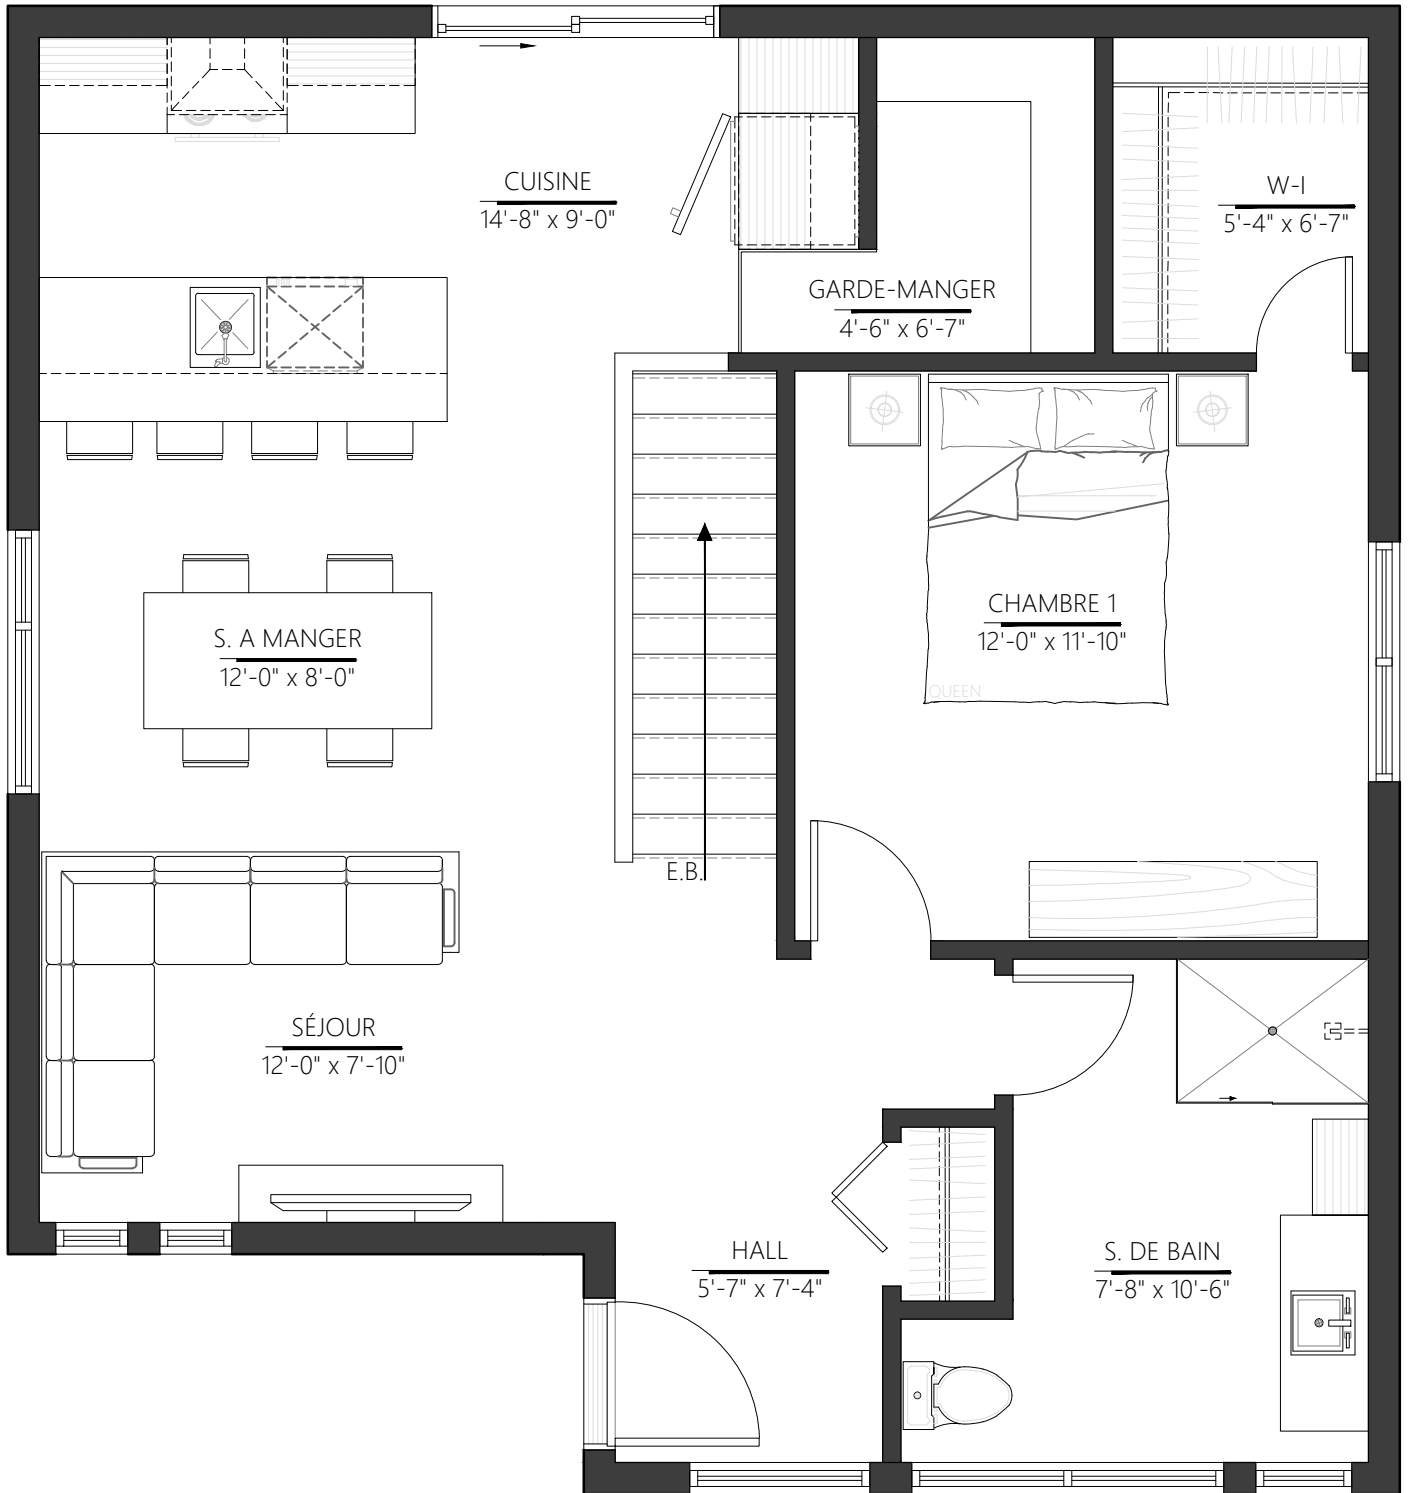 CUISINE
14'-8" x 9'-0"
W-I
5'-4" x 6'-7"
GARDE-MANGER
4'-6" x 6'-7"
CHAMBRE 1
12'-0" x 11'-10"
QUEEN
S. A MANGER
12'-0" x 8'-0"
E.B.
SÉJOUR
12'-0" x 7'-10"
HALL
5'-7" x 7'-4"
S. DE BAIN
7'-8" x 10'-6"